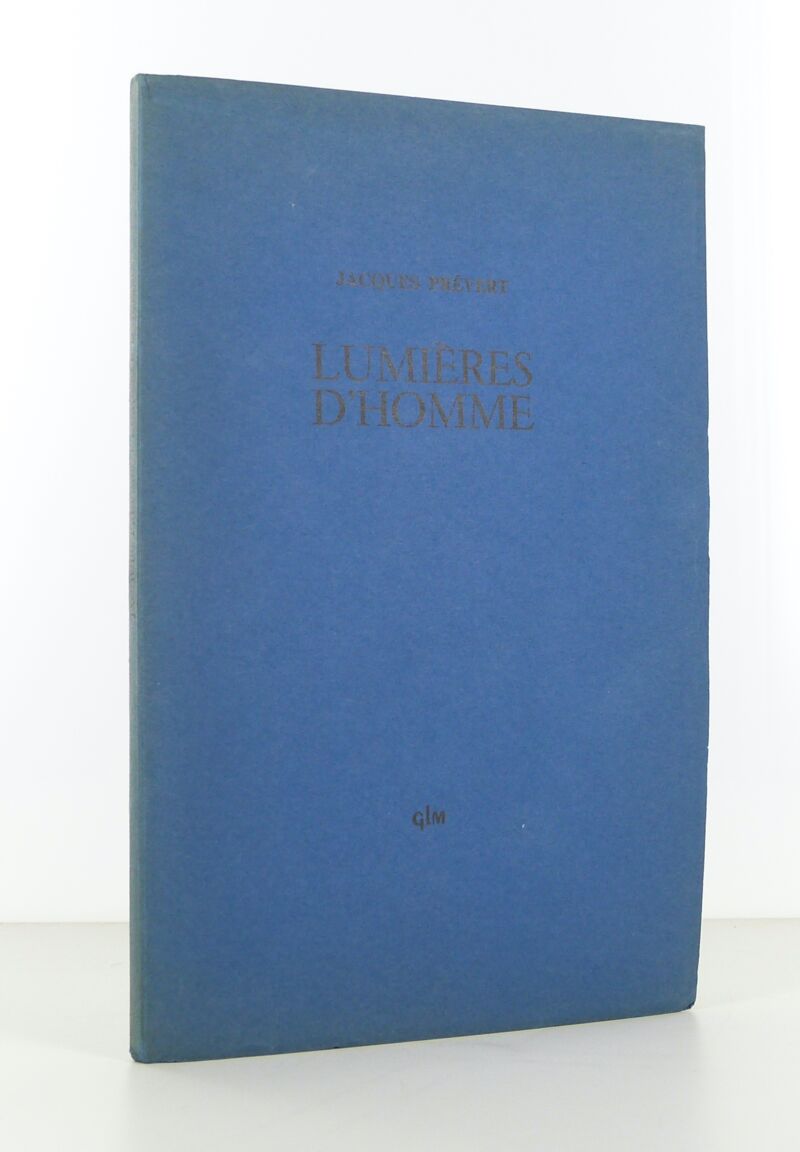 JACQUES PRÉVERT
LUMIÈRES
D'HOMME
GLM